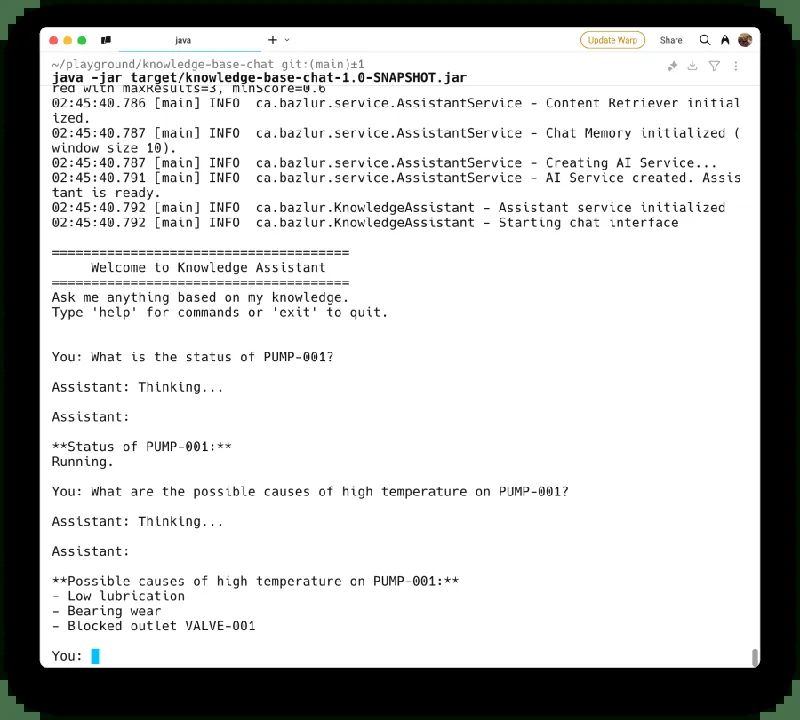 java
Update Warp
Share
~/playground/knowledge-base-chat git:(main)±1
java -jar target/knowledge-base-chat-1.0-SNAPSHOT.jar
red with maxResults=3, minScore=0.6
02:45:40.786 [main] INFO  ca.bazlur.service.AssistantService - Content Retriever initial
ized.
02:45:40.787 [main] INFO  ca.bazlur.service.AssistantService - Chat Memory initialized (
window size 10).
02:45:40.787 [main] INFO  ca.bazlur.service.AssistantService - Creating AI Service...
02:45:40.791 [main] INFO  ca.bazlur.service.AssistantService - AI Service created. Assis
tant is ready.
02:45:40.792 [main] INFO  ca.bazlur.KnowledgeAssistant - Assistant service initialized
02:45:40.792 [main] INFO  ca.bazlur.KnowledgeAssistant - Starting chat interface
======================================
Welcome to Knowledge Assistant
======================================
Ask me anything based on my knowledge.
Type 'help' for commands or 'exit' to quit.
You: What is the status of PUMP-001?
Assistant: Thinking...
Assistant:
**Status of PUMP-001:**
Running.
You: What are the possible causes of high temperature on PUMP-001?
Assistant: Thinking...
Assistant:
**Possible causes of high temperature on PUMP-001:**
- Low lubrication
- Bearing wear
- Blocked outlet VALVE-001
You: